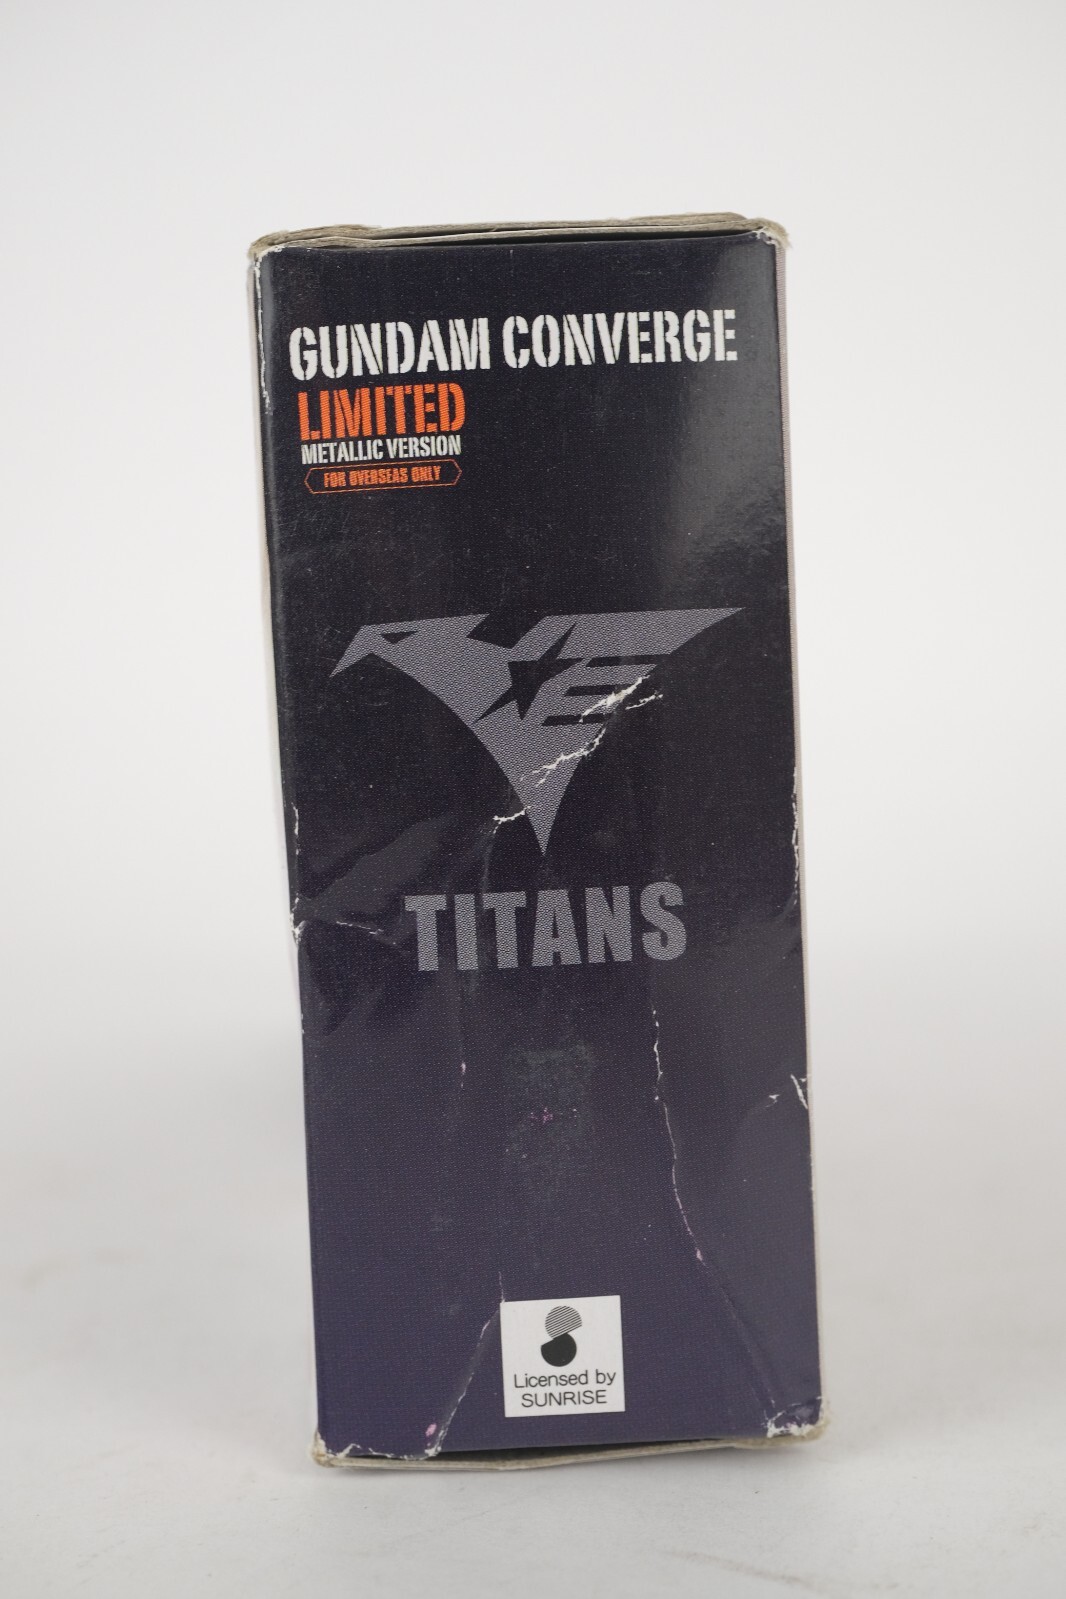 GUNDAM CONVERGE
LIMITED
METALLIC VERSION
FOR OVERSEAS ONLY
TITANS
Licensed by
SUNRISE